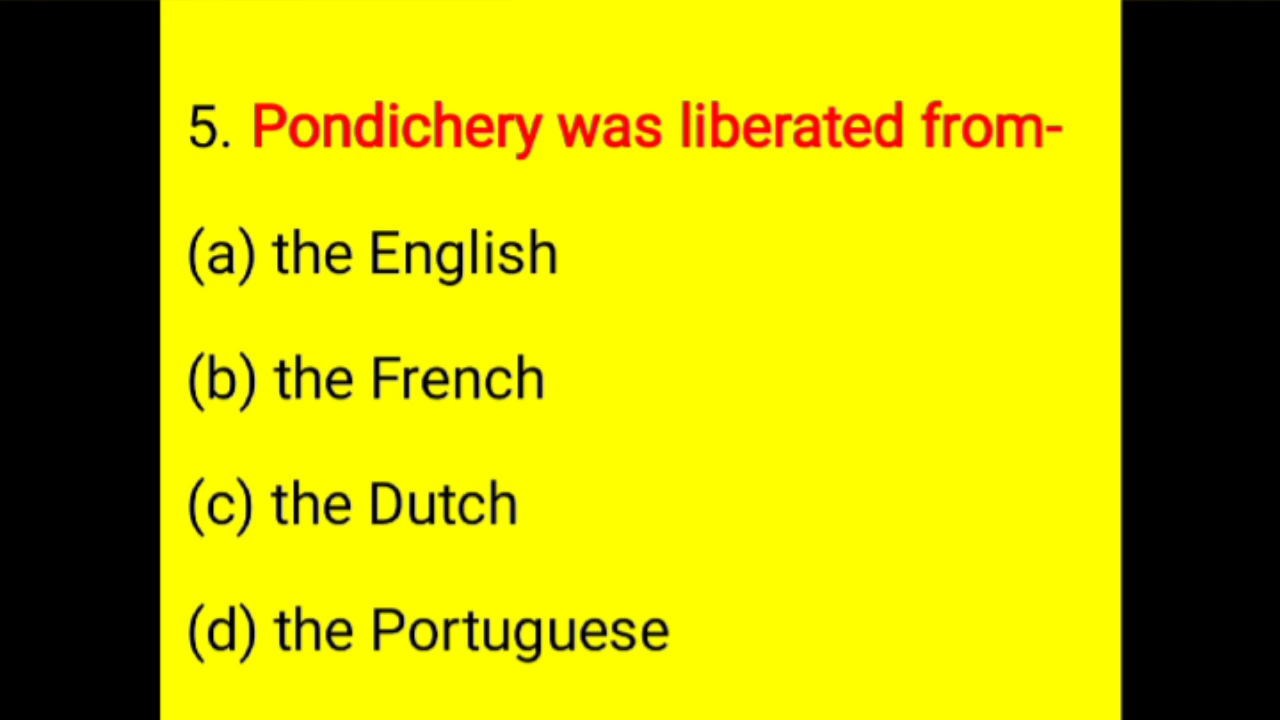 5. Pondichery was liberated from-
(a) the English
(b) the French
(c) the Dutch
(d) the Portuguese